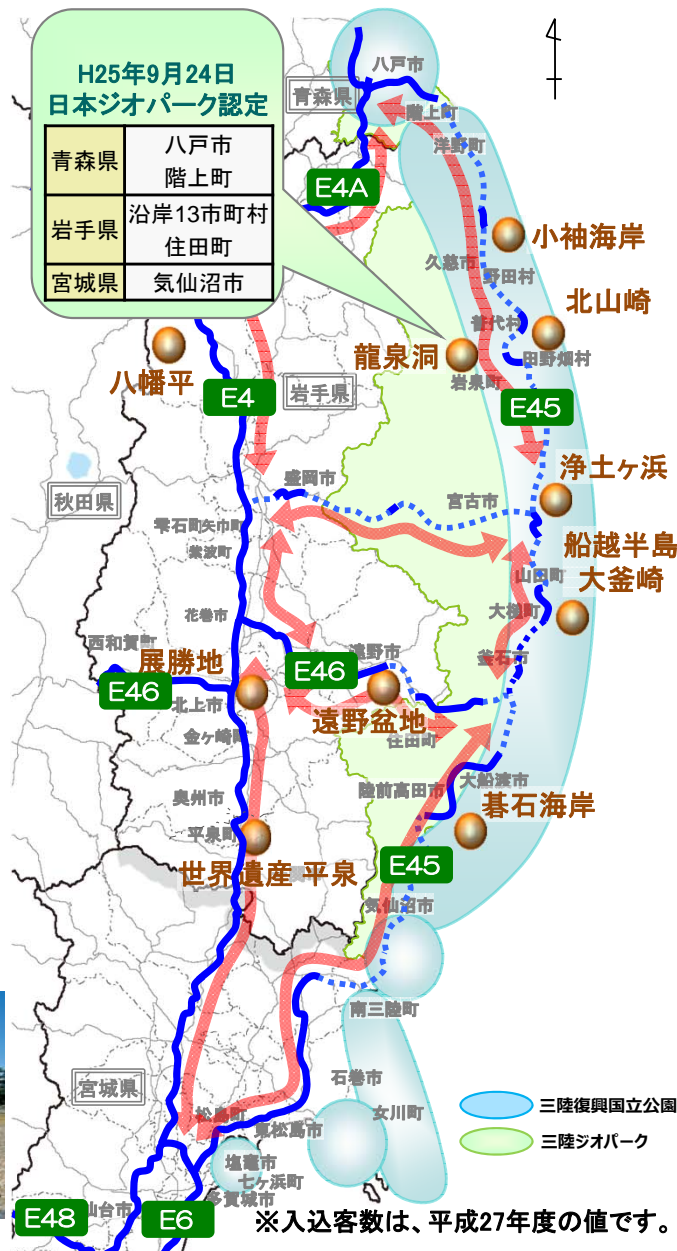 H25年9月24日
日本ジオパーク認定
青森県
八戸市
階上町
岩手県
沿岸13市町村
住田町
宮城県
気仙沼市
八戸市
青森県
階上町
洋野町
E4A
小袖海岸
久慈市
野田村
北山崎
普代村
田野畑村
龍泉洞
岩泉町
八幡平
E4
岩手県
E45
秋田県
盛岡市
宮古市
浄土ヶ浜
雫石町
矢巾町
紫波町
船越半島
大釜崎
山田町
大槌町
花巻市
西和賀町
遠野市
釜石市
展勝地
E46
E46
北上市
遠野盆地
金ヶ崎町
住田町
大船渡市
陸前高田市
奥州市
碁石海岸
平泉町
世界遺産 平泉
E45
気仙沼市
南三陸町
宮城県
石巻市
女川町
三陸復興国立公園
松島町
東松島市
三陸ジオパーク
塩竈市
七ヶ浜町
多賀城市
仙台市
E48
E6
※入込客数は、平成27年度の値です。